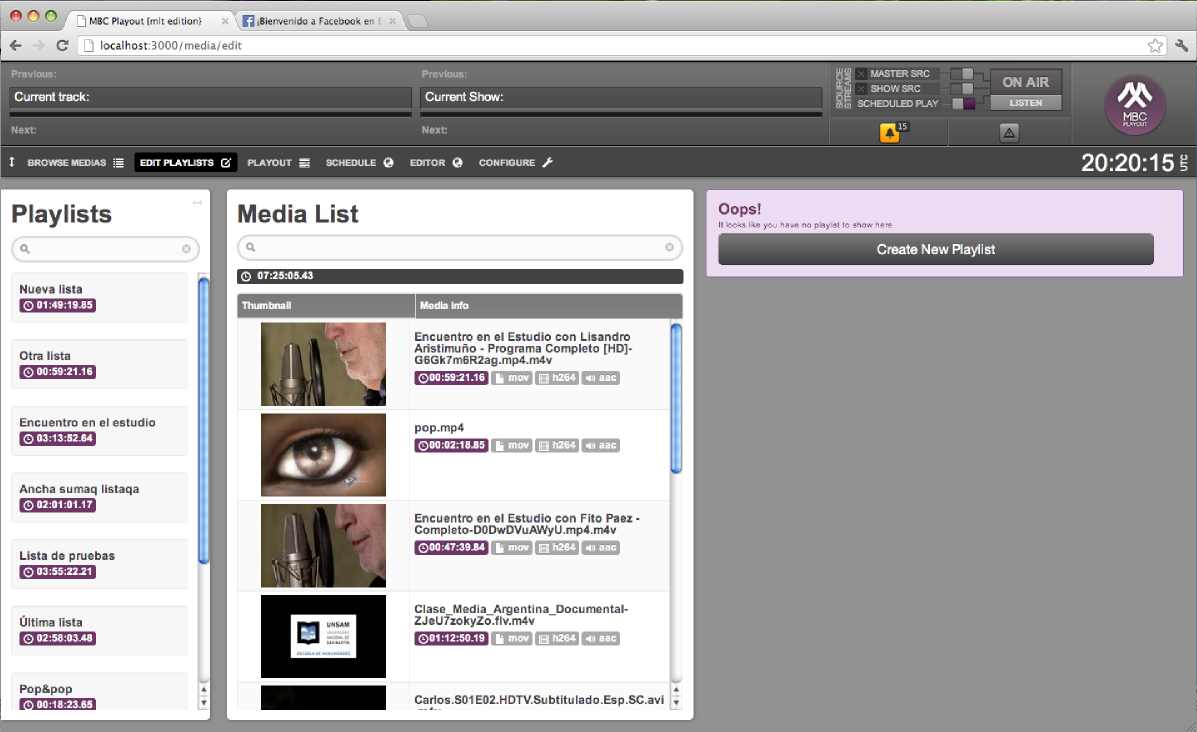 MBC Playout {mlt edition}
¡Bienvenido a Facebook en E
localhost:3000/media/edit
Previous:
Current track:
Next:
Previous:
Current Show:
Next:
SOURCE
STREAMS
MASTER SRC
SHOW SRC
SCHEDULED PLAY
ON AIR
LISTEN
15
MBC
PLAYOUT
BROWSE MEDIAS
EDIT PLAYLISTS
PLAYOUT
SCHEDULE
EDITOR
CONFIGURE
20:20:15
UTC
Playlists
Nueva lista
01:49:19.85
Otra lista
00:59:21.16
Encuentro en el estudio
03:13:52.64
Ancha sumaq listaqa
02:01:01.17
Lista de pruebas
03:55:22.21
Última lista
02:58:03.48
Pop&pop
00:18:23.65
Media List
07:25:05.43
Thumbnail
Media info
Encuentro en el Estudio con Lisandro
Aristimuño - Programa Completo [HD]-
G6Gk7m6R2ag.mp4.m4v
00:59:21.16 mov h264 aac
pop.mp4
00:02:18.85 mov h264 aac
Encuentro en el Estudio con Fito Paez -
Completo-D0DwDVuAWyU.mp4.m4v
00:47:39.84 mov h264 aac
UNSAM
UNIVERSIDAD
NACIONAL DE
SAN MARTÍN
ESCUELA DE HUMANIDADES
Clase_Media_Argentina_Documental-
ZJeU7zokyZo.flv.m4v
01:12:50.19 mov h264 aac
Carlos.S01E02.HDTV.Subtitulado.Esp.SC.avi
Oops!
It looks like you have no playlist to show here
Create New Playlist